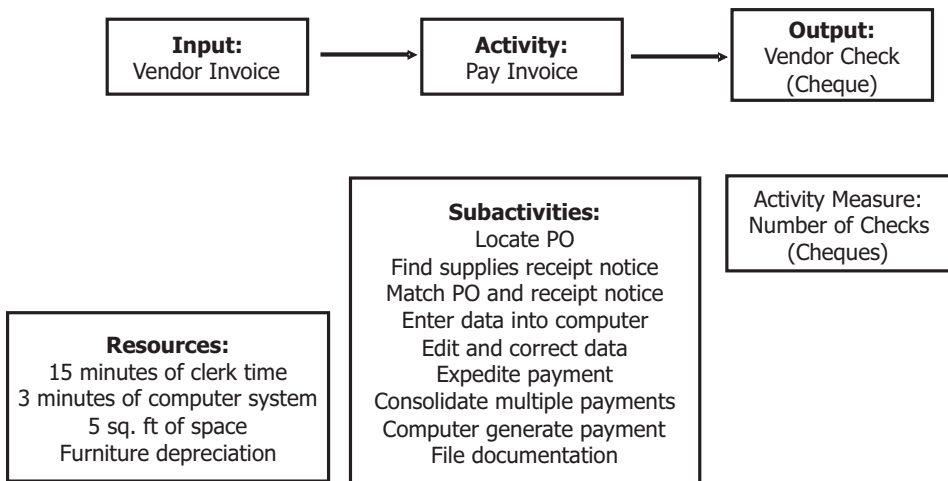 Input:
Vendor Invoice
Activity:
Pay Invoice
Output:
Vendor Check
(Cheque)
Resources:
15 minutes of clerk time
3 minutes of computer system
5 sq. ft of space
Furniture depreciation
Subactivities:
Locate PO
Find supplies receipt notice
Match PO and receipt notice
Enter data into computer
Edit and correct data
Expedite payment
Consolidate multiple payments
Computer generate payment
File documentation
Activity Measure:
Number of Checks
(Cheques)